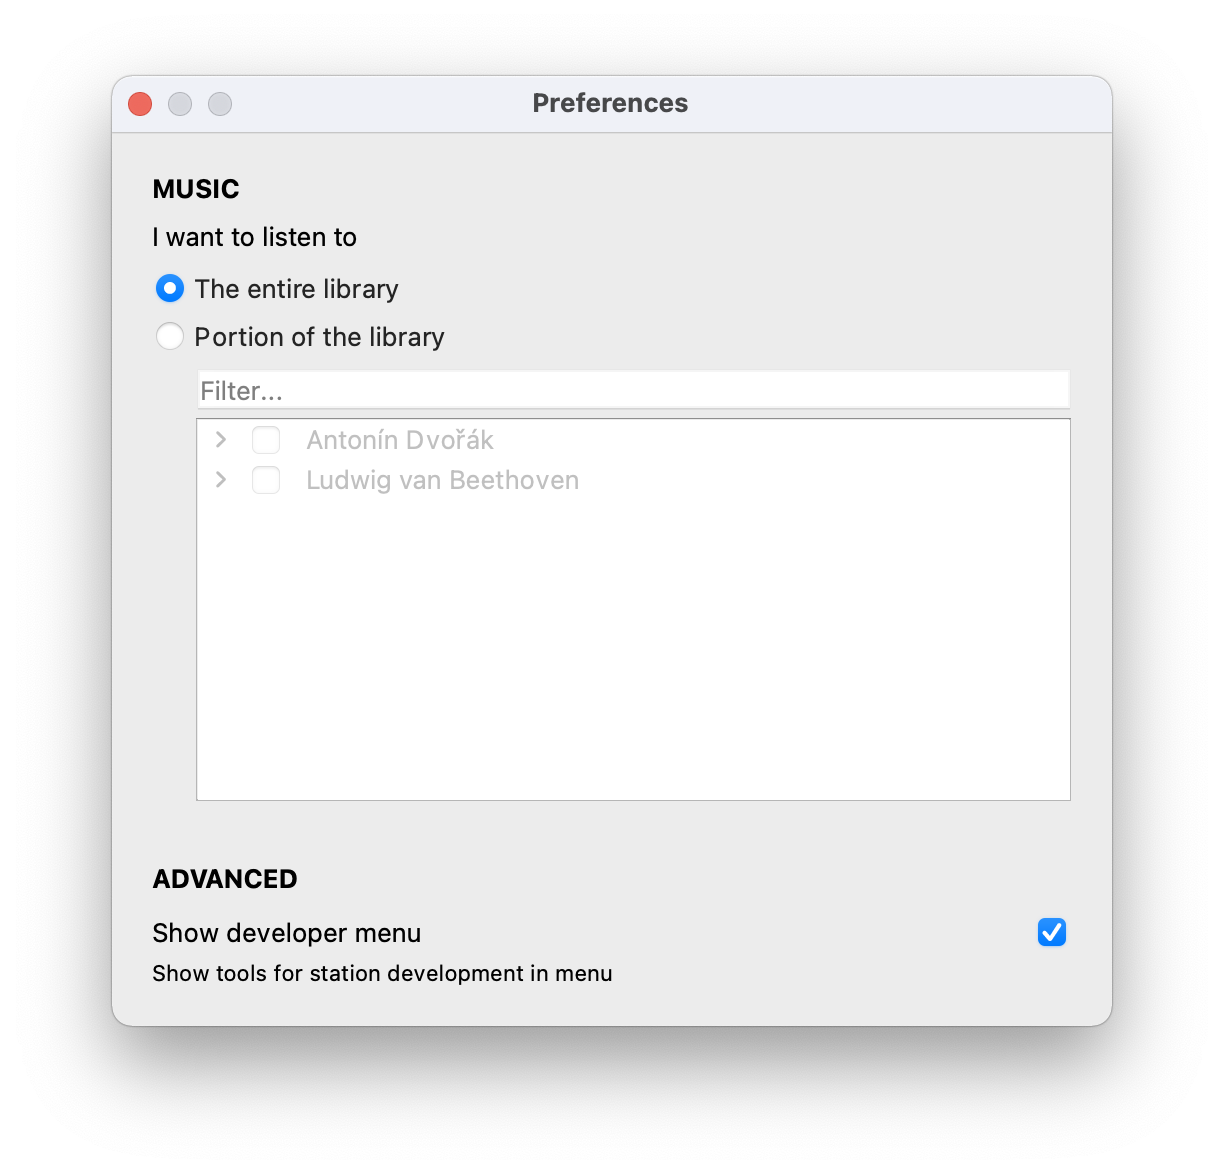 Preferences
MUSIC
I want to listen to
The entire library
Portion of the library
Filter...
Antonín Dvořák
Ludwig van Beethoven
ADVANCED
Show developer menu
Show tools for station development in menu